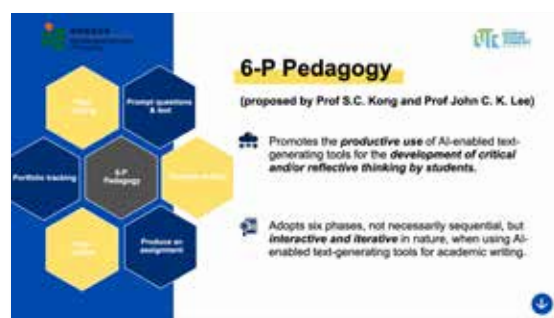 6-P Pedagogy
(proposed by Prof S.C. Kong and Prof John C. K. Lee)
Prompt questions
& text
Portfolio tracking
6-P
Pedagogy
Produce an
assignment
Promotes the productive use of AI-enabled text-
generating tools for the development of critical
and/or reflective thinking by students.
Adopts six phases, not necessarily sequential, but
interactive and iterative in nature, when using AI-
enabled text-generating tools for academic writing.